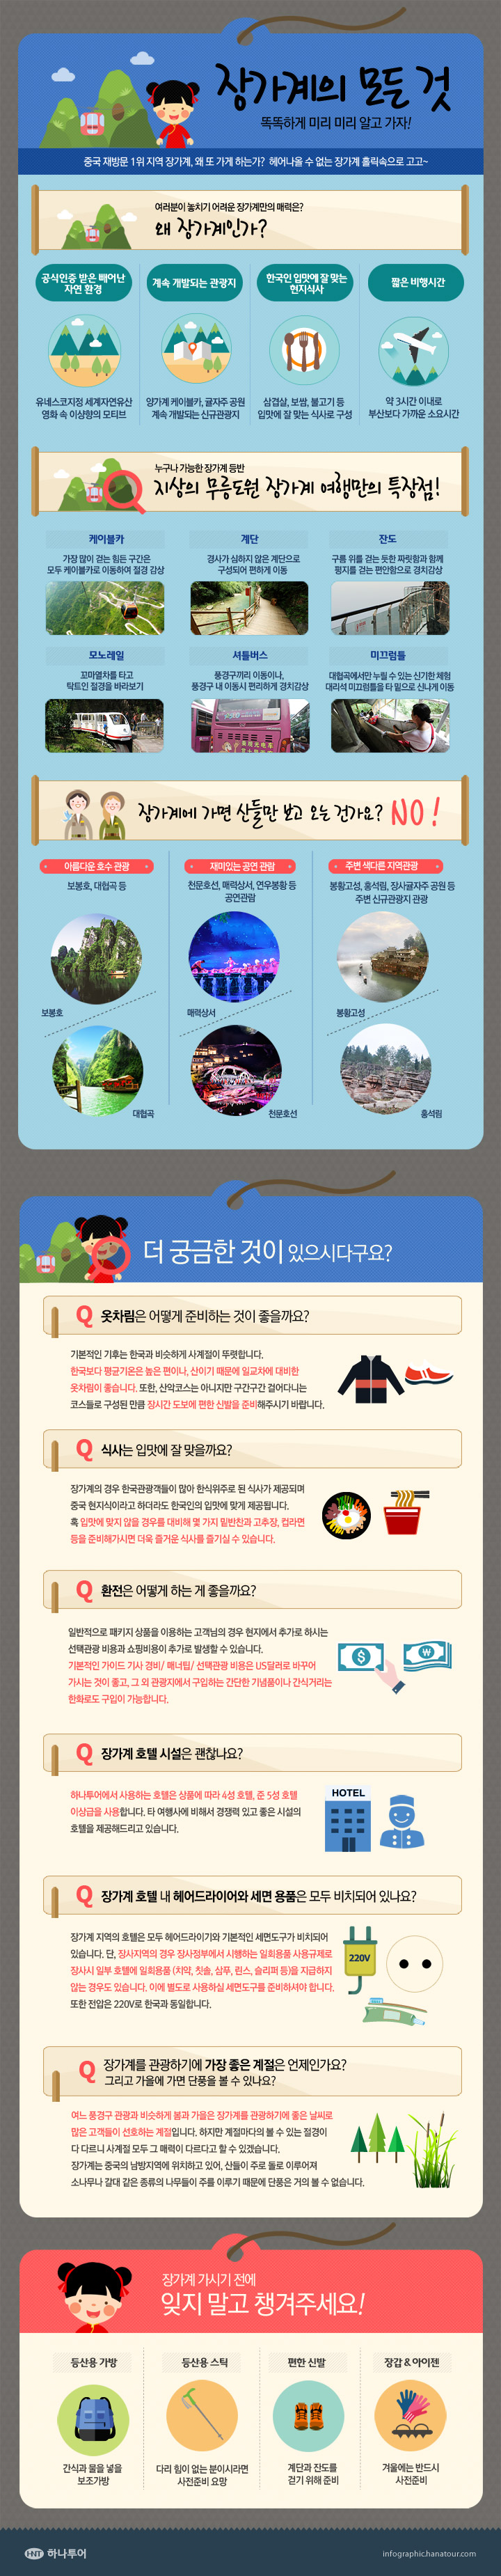 장가계의 모든 것
똑똑하게 미리 미리 알고 가자!
중국 재방문 1위 지역 장가계, 왜 또 가게 하는가? 헤어나올 수 없는 장가계 홀릭속으로 고고~
여러분이 놓치기 어려운 장가계만의 매력은?
왜 장가계인가?
공식인증 받은 빼어난
자연 환경
유네스코지정 세계자연유산
영화 속 이상향의 모티브
계속 개발되는 관광지
양가계 케이블카, 귤자주 공원
계속 개발되는 신규관광지
한국인 입맛에 잘 맞는
현지식사
삼겹살, 보쌈, 불고기 등
입맛에 잘 맞는 식사로 구성
짧은 비행시간
약 3시간 이내로
부산보다 가까운 소요시간
누구나 가능한 장가계 등반
지상의 무릉도원 장가계 여행만의 특장점!
케이블카
가장 많이 걷는 힘든 구간은
모두 케이블카로 이동하여 절경 감상
계단
경사가 심하지 않은 계단으로
구성되어 편하게 이동
잔도
구름 위를 걷는 듯한 짜릿함과 함께
평지를 걷는 편안함으로 경치감상
모노레일
꼬마열차를 타고
탁트인 절경을 바라보기
셔틀버스
풍경구끼리 이동이나,
풍경구 내 이동시 편리하게 경치감상
미끄럼틀
대협곡에서만 누릴 수 있는 신기한 체험
대리석 미끄럼틀을 타 밑으로 신나게 이동
장가계에 가면 산들만 보고 오는 건가요? NO!
아름다운 호수 관광
보봉호, 대협곡 등
보봉호
대협곡
재미있는 공연 관람
천문호선, 매력상서, 연우봉황 등
공연관람
매력상서
천문호선
주변 색다른 지역관광
봉황고성, 홍석림, 장사귤자주 공원 등
주변 신규관광지 관광
봉황고성
홍석림
더 궁금한 것이 있으시다구요?
Q 옷차림은 어떻게 준비하는 것이 좋을까요?
기본적인 기후는 한국과 비슷하게 사계절이 뚜렷합니다.
한국보다 평균기온은 높은 편이나, 산이기 때문에 일교차에 대비한
옷차림이 좋습니다. 또한, 산악코스는 아니지만 구간구간 걸어다니는
코스들로 구성된 만큼 장시간 도보에 편한 신발을 준비해주시기 바랍니다.
Q 식사는 입맛에 잘 맞을까요?
장가계의 경우 한국관광객들이 많아 한식위주로 된 식사가 제공되며
중국 현지식이라고 하더라도 한국인의 입맛에 맞게 제공됩니다.
혹 입맛에 맞지 않을 경우를 대비해 몇 가지 밑반찬과 고추장, 컵라면
등을 준비해가시면 더욱 즐거운 식사를 즐기실 수 있습니다.
Q 환전은 어떻게 하는 게 좋을까요?
일반적으로 패키지 상품을 이용하는 고객님의 경우 현지에서 추가로 하시는
선택관광 비용과 쇼핑비용이 추가로 발생할 수 있습니다.
기본적인 가이드 기사 경비/ 매너팁/ 선택관광 비용은 US달러로 바꾸어
가시는 것이 좋고, 그 외 관광지에서 구입하는 간단한 기념품이나 간식거리는
한화로도 구입이 가능합니다.
Q 장가계 호텔 시설은 괜찮나요?
하나투어에서 사용하는 호텔은 상품에 따라 4성 호텔, 준 5성 호텔
이상급을 사용합니다. 타 여행사에 비해서 경쟁력 있고 좋은 시설의
호텔을 제공해드리고 있습니다.
HOTEL
Q 장가계 호텔 내 헤어드라이어와 세면 용품은 모두 비치되어 있나요?
장가계 지역의 호텔은 모두 헤어드라이기와 기본적인 세면도구가 비치되어
있습니다. 단, 장사지역의 경우 장사정부에서 시행하는 일회용품 사용규제로
장사시 일부 호텔에 일회용품 (치약, 칫솔, 샴푸, 린스, 슬리퍼 등)을 지급하지
않는 경우도 있습니다. 이에 별도로 사용하실 세면도구를 준비하셔야 합니다.
또한 전압은 220V로 한국과 동일합니다.
220V
Q 장가계를 관광하기에 가장 좋은 계절은 언제인가요?
그리고 가을에 가면 단풍을 볼 수 있나요?
여느 풍경구 관광과 비슷하게 봄과 가을은 장가계를 관광하기에 좋은 날씨로
많은 고객들이 선호하는 계절입니다. 하지만 계절마다의 볼 수 있는 절경이
다 다르니 사계절 모두 그 매력이 다르다고 할 수 있겠습니다.
장가계는 중국의 남방지역에 위치하고 있어, 산들이 주로 돌로 이루어져
소나무나 갈대 같은 종류의 나무들이 주를 이루기 때문에 단풍은 거의 볼 수 없습니다.
장가계 가시기 전에
잊지 말고 챙겨주세요!
등산용 가방
간식과 물을 넣을
보조가방
등산용 스틱
다리 힘이 없는 분이시라면
사전준비 요망
편한 신발
계단과 잔도를
걷기 위해 준비
장갑 & 아이젠
겨울에는 반드시
사전준비
HNT 하나투어
infographic.hanatour.com